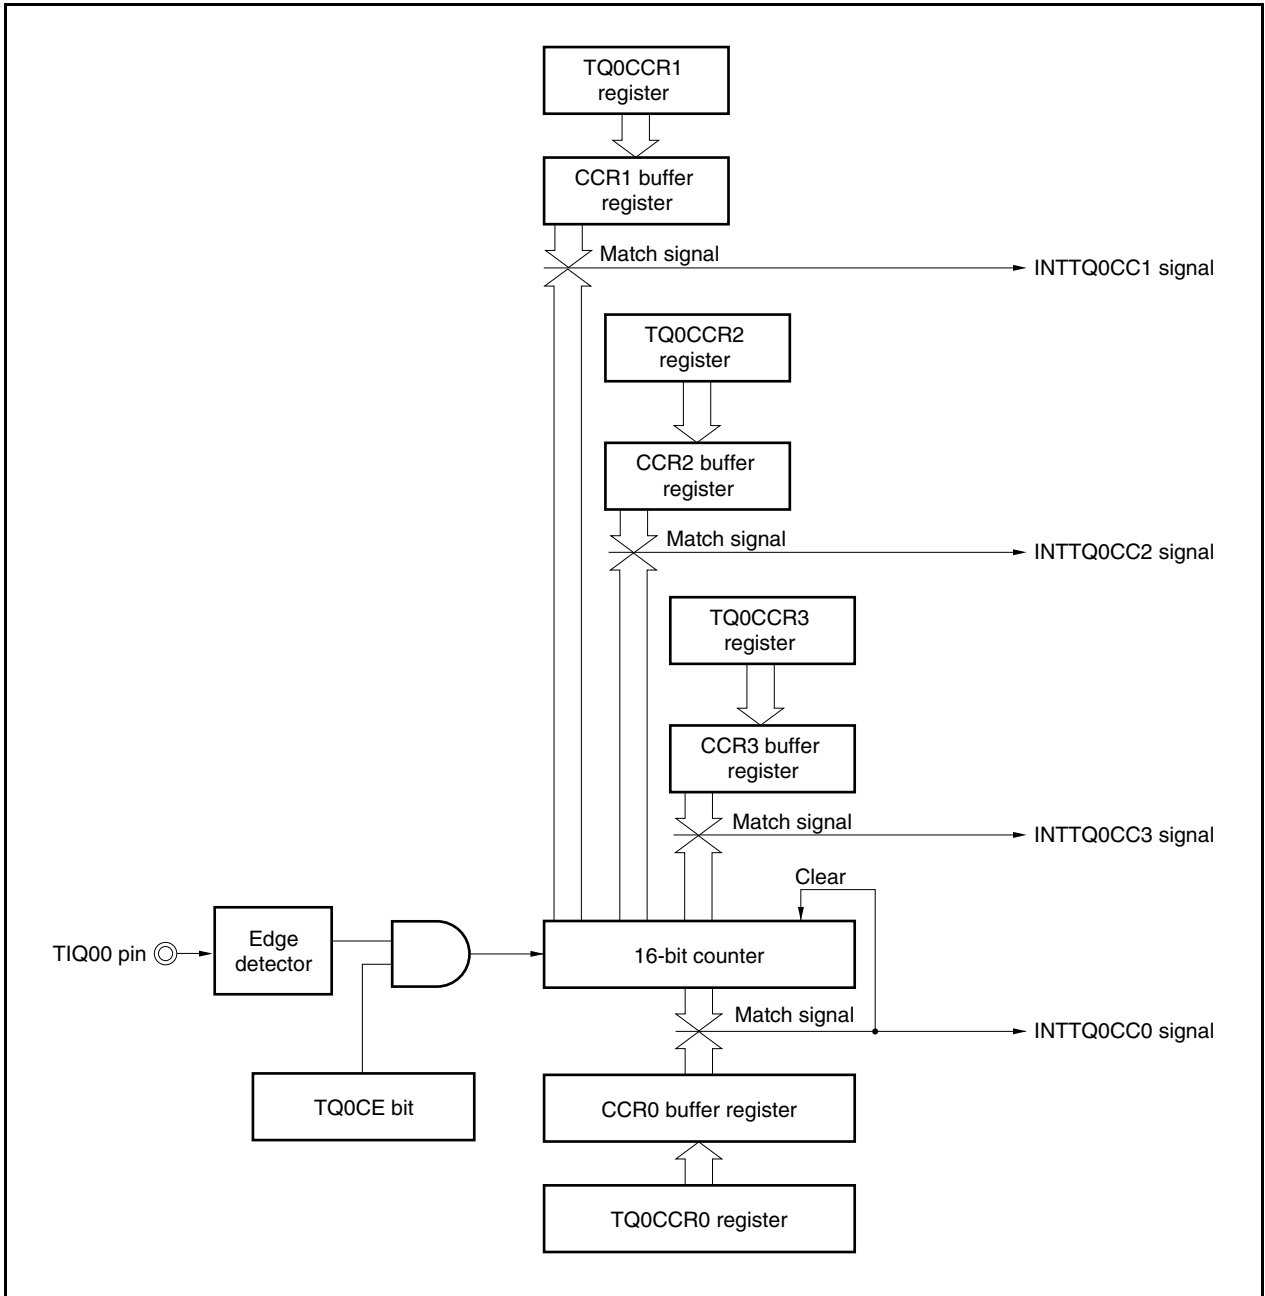 TQ0CCR1
register
CCR1 buffer
register
Match signal
INTTQ0CC1 signal
TQ0CCR2
register
CCR2 buffer
register
Match signal
INTTQ0CC2 signal
TQ0CCR3
register
CCR3 buffer
register
Match signal
INTTQ0CC3 signal
Clear
TIQ00 pin
Edge
detector
16-bit counter
Match signal
INTTQ0CC0 signal
TQ0CE bit
CCR0 buffer register
TQ0CCR0 register